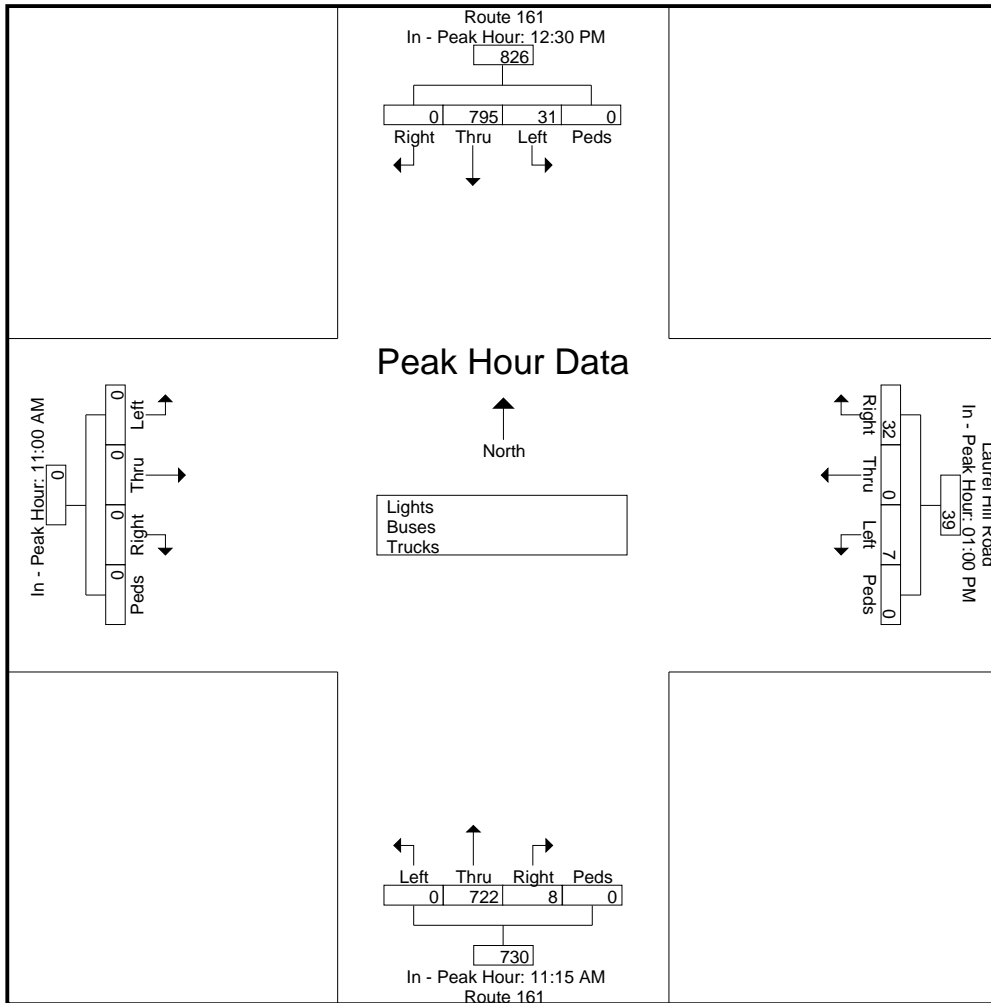 Route 161
In - Peak Hour: 12:30 PM
826
0 795 31 0
Right Thru Left Peds
Peak Hour Data
North
Lights
Buses
Trucks
In - Peak Hour: 11:00 AM
0
0 0 0 0
Left Thru Right Peds
Laurel Hill Road
In - Peak Hour: 01:00 PM
39
32 0 7 0
Right Thru Left Peds
Left Thru Right Peds
0 722 8 0
730
In - Peak Hour: 11:15 AM
Route 161